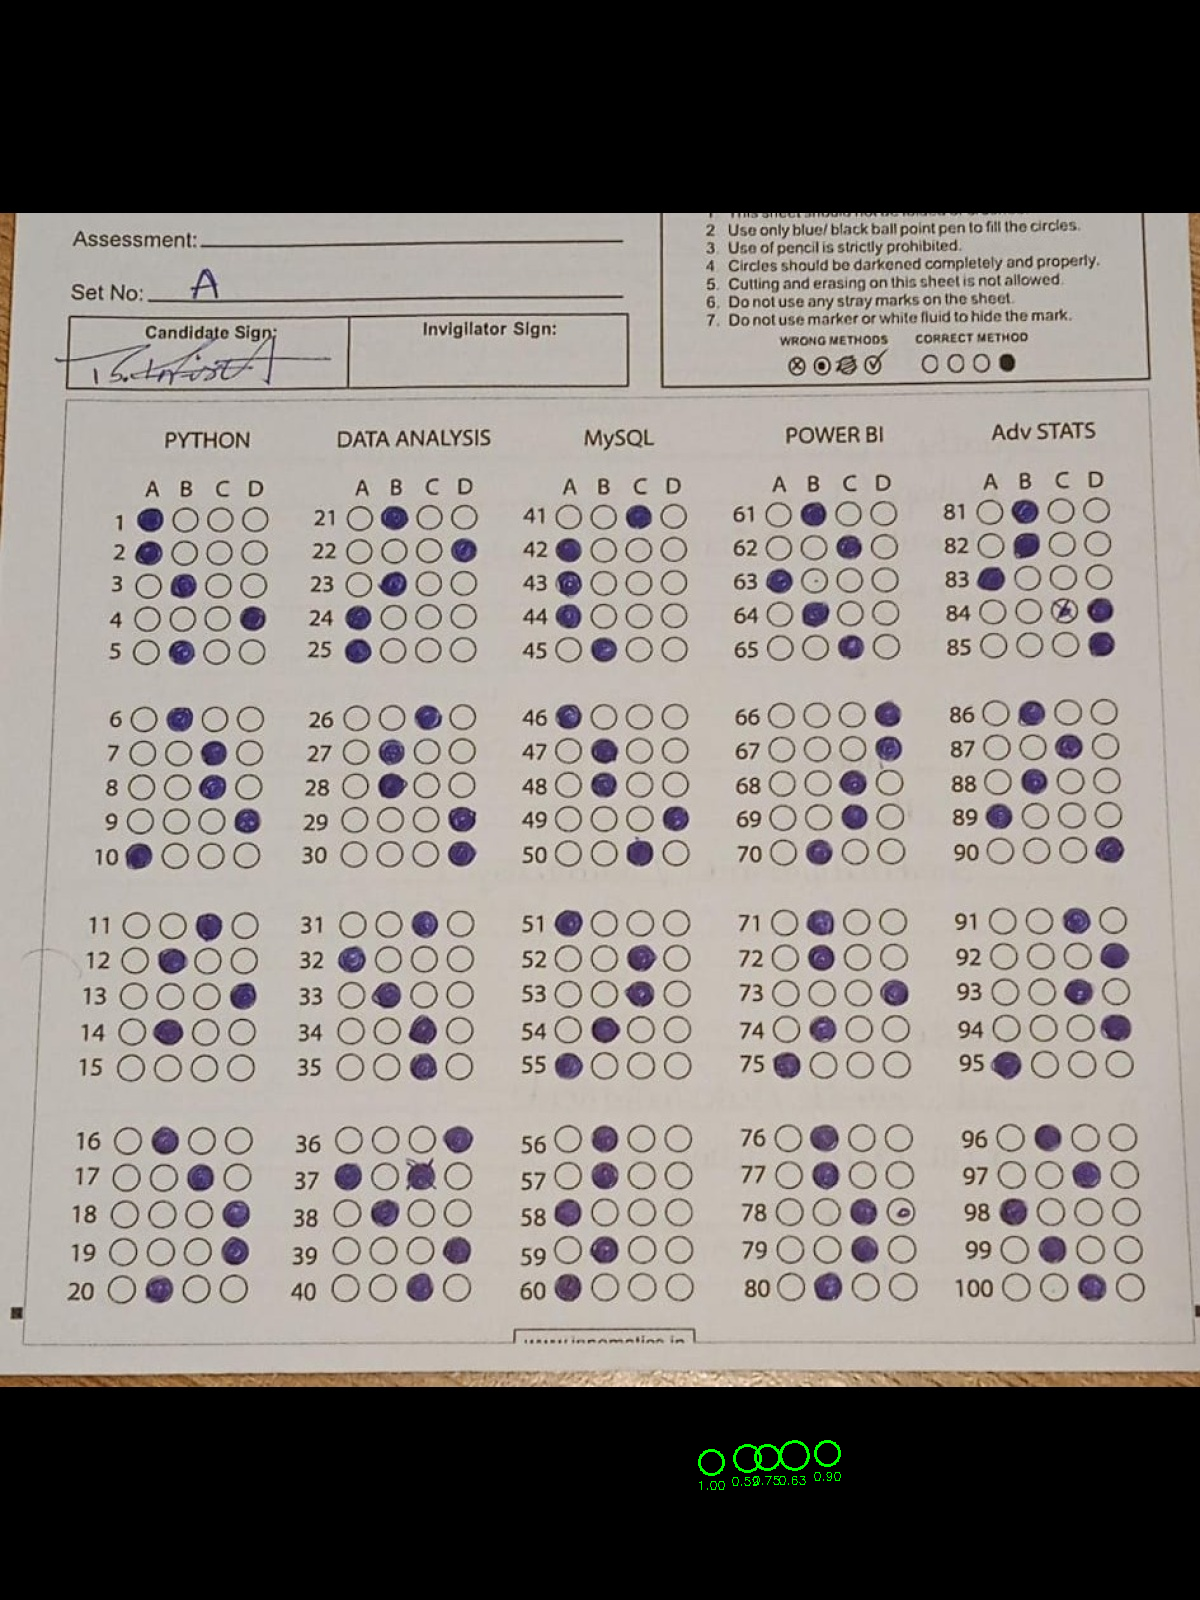 Assessment:
Set No: A
Candidate Sign:
Invigilator Sign:
2 Use only blue/ black ball point pen to fill the circles.
3. Use of pencil is strictly prohibited.
4 Circles should be darkened completely and properly.
5. Cutting and erasing on this sheet is not allowed.
6. Do not use any stray marks on the sheet.
7. Do not use marker or white fluid to hide the mark.
WRONG METHODS CORRECT METHOD
PYTHON DATA ANALYSIS MySQL POWER BI Adv STATS
A B C D A B C D A B C D A B C D A B C D
1 21 41 61 81
2 22 42 62 82
3 23 43 63 83
4 24 44 64 84
5 25 45 65 85
6 26 46 66 86
7 27 47 67 87
8 28 48 68 88
9 29 49 69 89
10 30 50 70 90
11 31 51 71 91
12 32 52 72 92
13 33 53 73 93
14 34 54 74 94
15 35 55 75 95
16 36 56 76 96
17 37 57 77 97
18 38 58 78 98
19 39 59 79 99
20 40 60 80 100
1.00 0.63 0.90